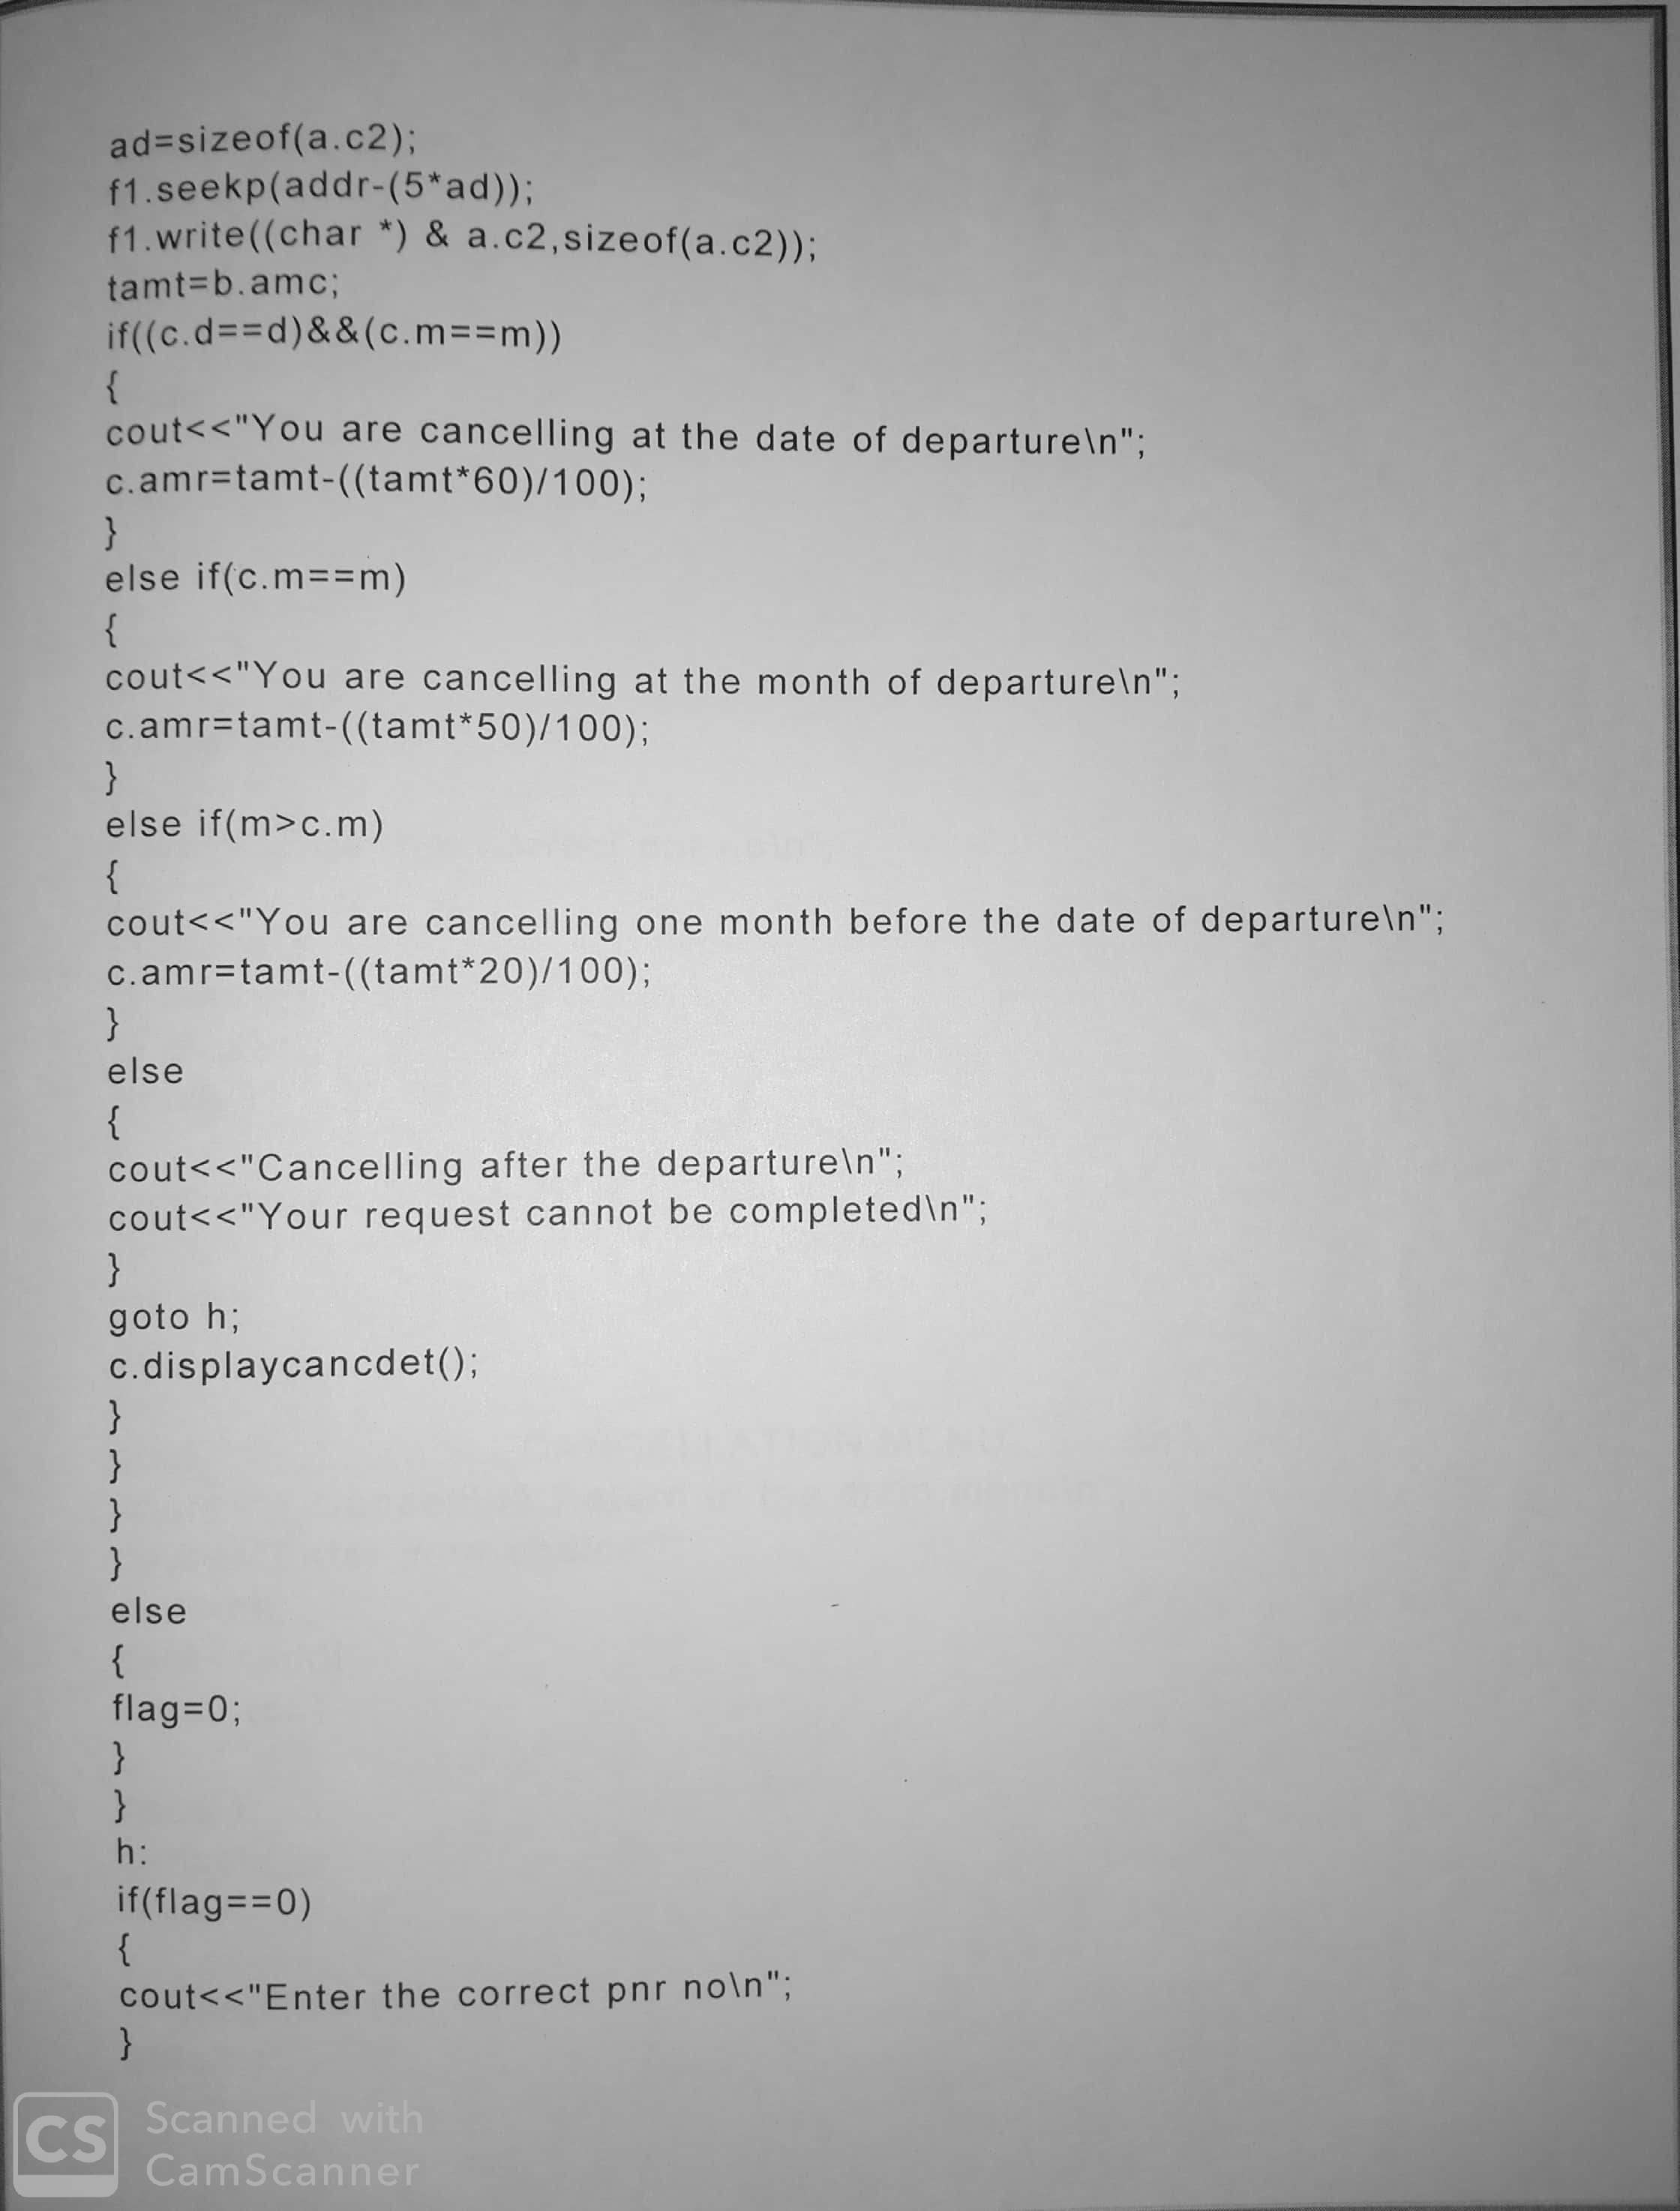 ad=sizeof(a.c2);
f1.seekp(addr-(5*ad));
f1.write((char *) & a.c2,sizeof(a.c2));
tamt=b.amc;
if((c.d==d)&&(c.m==m))
{
cout<<"You are cancelling at the date of departure\n";
c.amr=tamt-((tamt*60)/100);
}
else if(c.m==m)
{
cout<<"You are cancelling at the month of departure\n";
c.amr=tamt-((tamt*50)/100);
}
else if(m>c.m)
{
cout<<"You are cancelling one month before the date of departure\n";
c.amr=tamt-((tamt*20)/100);
}
else
{
cout<<"Cancelling after the departure\n";
cout<<"Your request cannot be completed\n";
}
goto h;
c.displaycancdet();
}
}
}
}
else
{
flag=0;
}
}
h:
if(flag==0)
{
cout<<"Enter the correct pnr no\n";
}
CS Scanned with
CamScanner